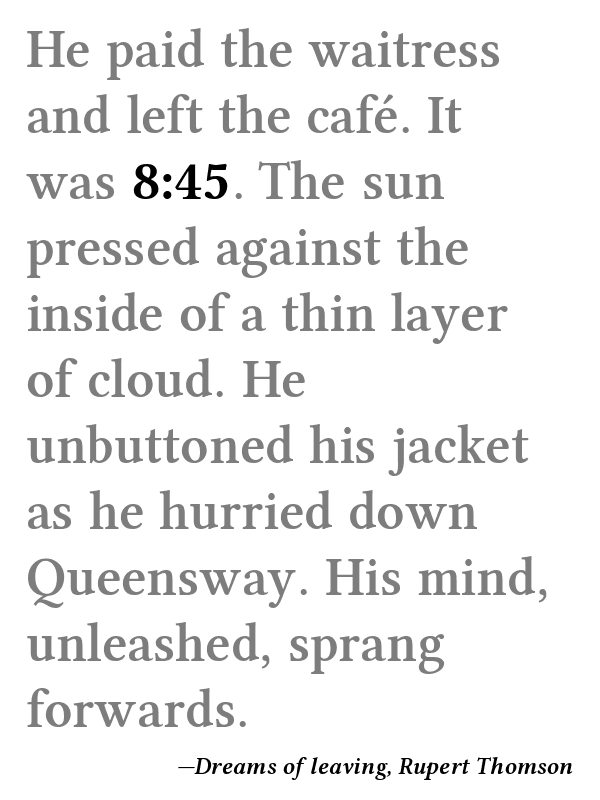 He paid the waitress
and left the café. It
was 8:45. The sun
pressed against the
inside of a thin layer
of cloud. He
unbuttoned his jacket
as he hurried down
Queensway. His mind,
unleashed, sprang
forwards.
—Dreams of leaving, Rupert Thomson